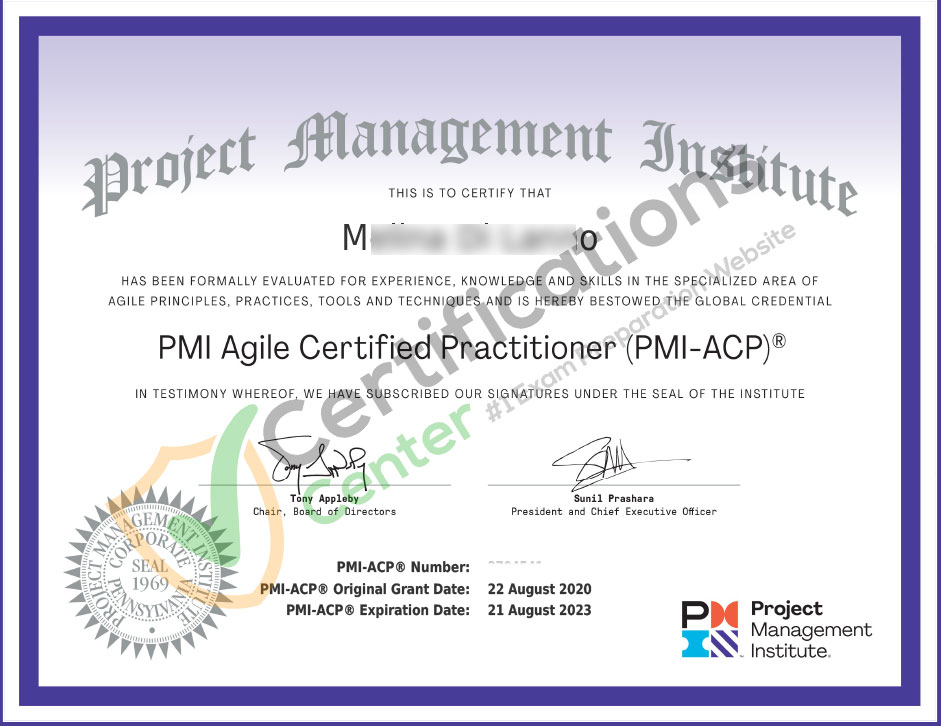 Project Management Institute
THIS IS TO CERTIFY THAT
HAS BEEN FORMALLY EVALUATED FOR EXPERIENCE, KNOWLEDGE AND SKILLS IN THE SPECIALIZED AREA OF
AGILE PRINCIPLES, PRACTICES, TOOLS AND TECHNIQUES AND IS HEREBY BESTOWED THE GLOBAL CREDENTIAL
PMI Agile Certified Practitioner (PMI-ACP)®
IN TESTIMONY WHEREOF, WE HAVE SUBSCRIBED OUR SIGNATURES UNDER THE SEAL OF THE INSTITUTE
Certifications
Center #1 Exam Preparation Website
Tony Appleby
Chair, Board of Directors
Sunil Prashara
President and Chief Executive Officer
PROJECT MANAGEMENT INSTITUTE
CORPORATE
SEAL
1969
PENNSYLVANIA
PMI-ACP® Number:
PMI-ACP® Original Grant Date: 22 August 2020
PMI-ACP® Expiration Date: 21 August 2023
Project
Management
Institute.